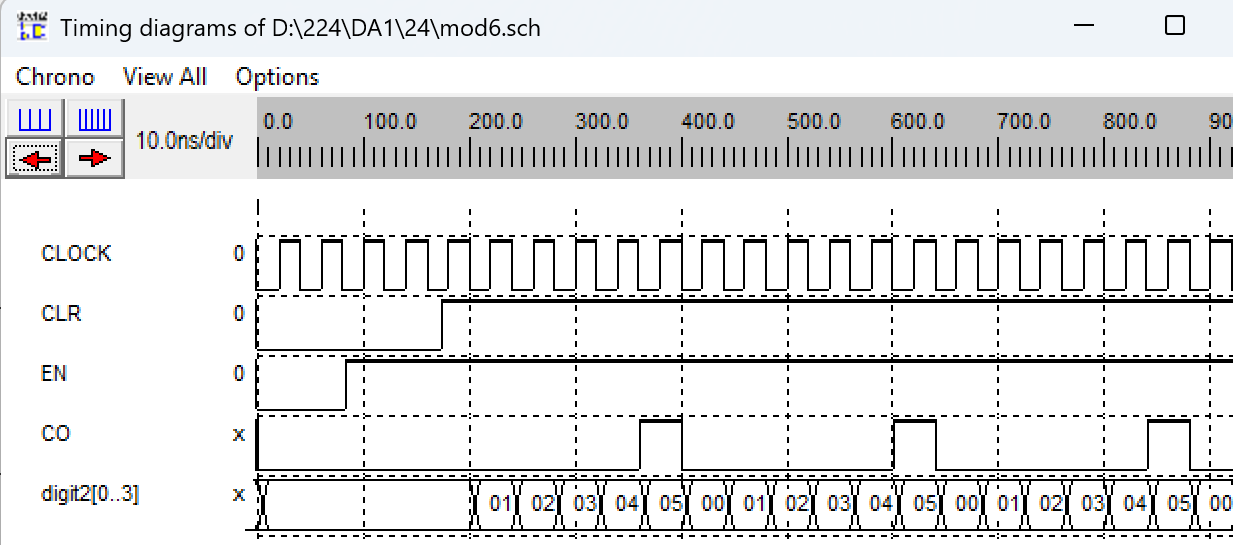 Timing diagrams of D:\224\DA1\24\mod6.sch
Chrono View All Options
10.0ns/div
0.0 100.0 200.0 300.0 400.0 500.0 600.0 700.0 800.0 90
CLOCK 0
CLR 0
EN 0
CO x
digit2[0..3] x 01 02 03 04 05 00 01 02 03 04 05 00 01 02 03 04 05 00